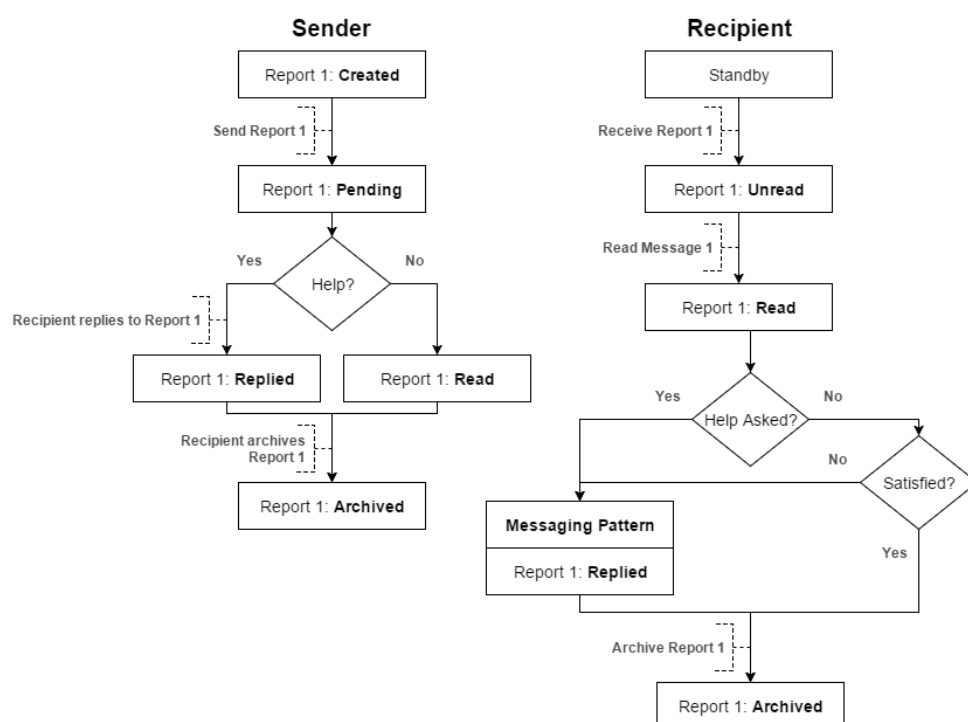 Sender
Report 1: Created
Send Report 1
Report 1: Pending
Help?
Yes
No
Recipient replies to Report 1
Report 1: Replied
Report 1: Read
Recipient archives
Report 1
Report 1: Archived
Recipient
Standby
Receive Report 1
Report 1: Unread
Read Message 1
Report 1: Read
Help Asked?
Yes
No
Satisfied?
No
Yes
Messaging Pattern
Report 1: Replied
Archive Report 1
Report 1: Archived